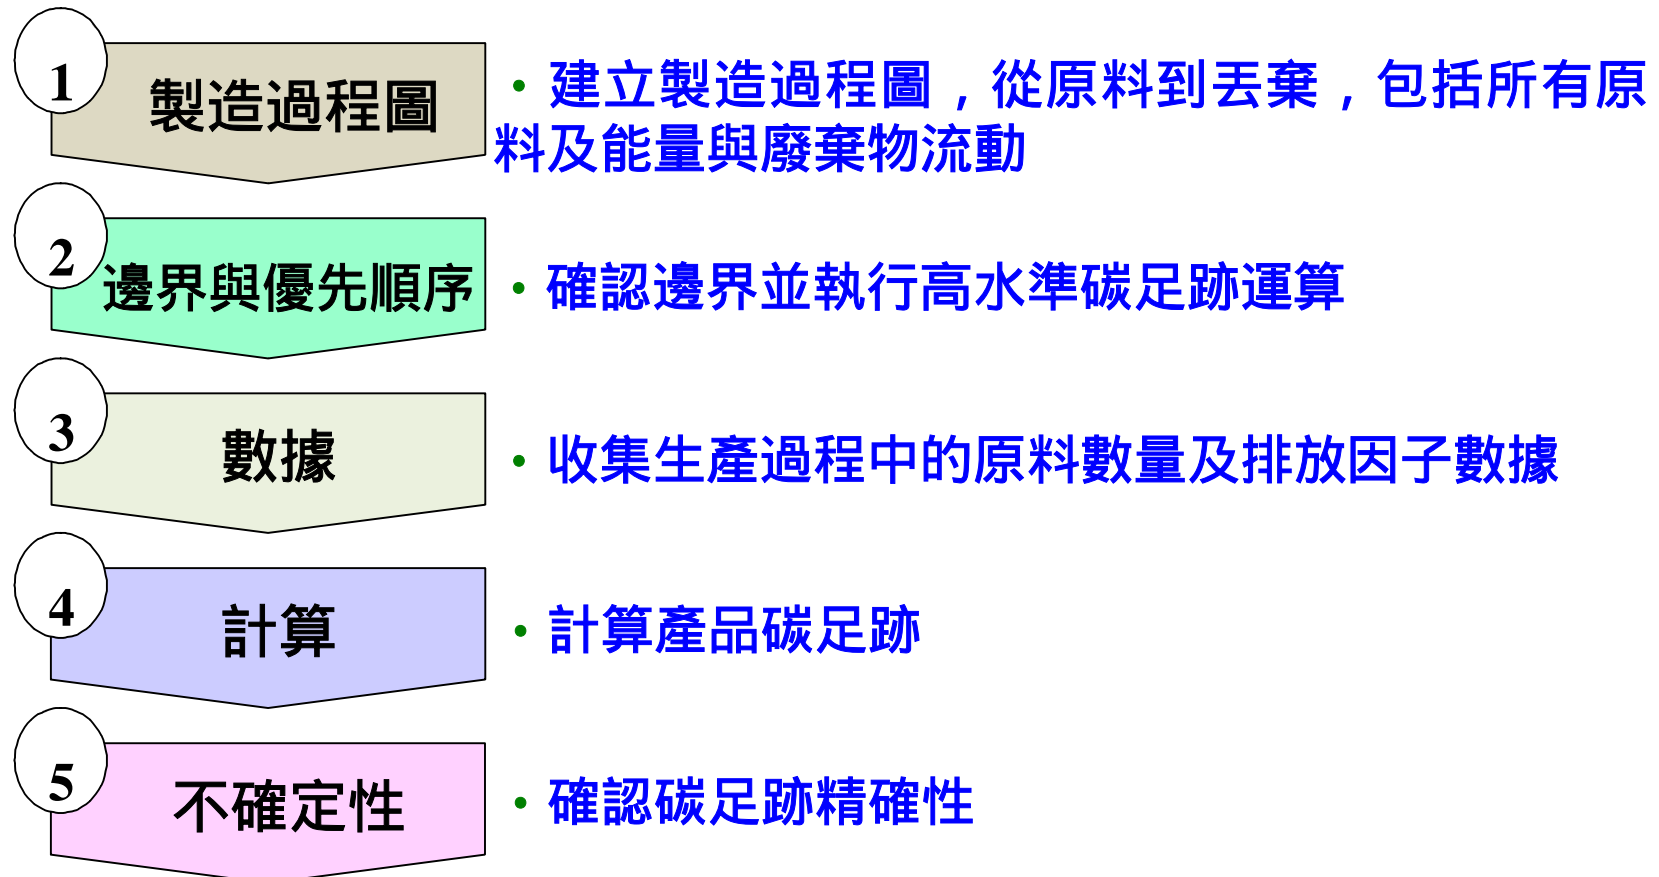 1
製造過程圖
• 建立製造過程圖，從原料到丟棄，包括所有原
料及能量與廢棄物流動
2
邊界與優先順序
• 確認邊界並執行高水準碳足跡運算
3
數據
• 收集生產過程中的原料數量及排放因子數據
4
計算
• 計算產品碳足跡
5
不確定性
• 確認碳足跡精確性